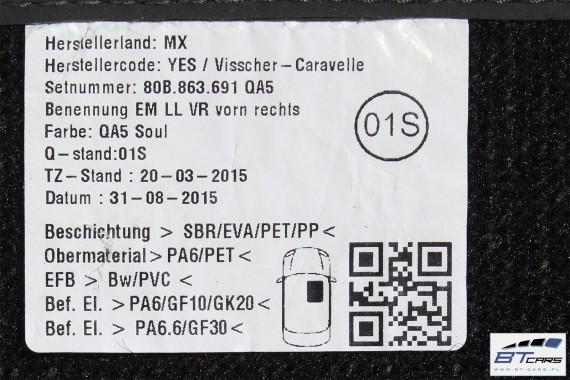 Herstellerland: MX
Herstellercode: YES / Visscher-Caravelle
Setnummer: 80B.863.691 QA5
Benennung EM LL VR vorn rechts
Farbe: QA5 Soul
Q-stand:01S
TZ-Stand : 20-03-2015
Datum : 31-08-2015
01S
Beschichtung > SBR/EVA/PET/PP<
Obermaterial >PA6/PET<
EFB > Bw/PVC <
Bef. El. >PA6/GF10/GK20<
Bef. El. > PA6.6/GF30<
BTCARS
WWW.BT-CARS.PL